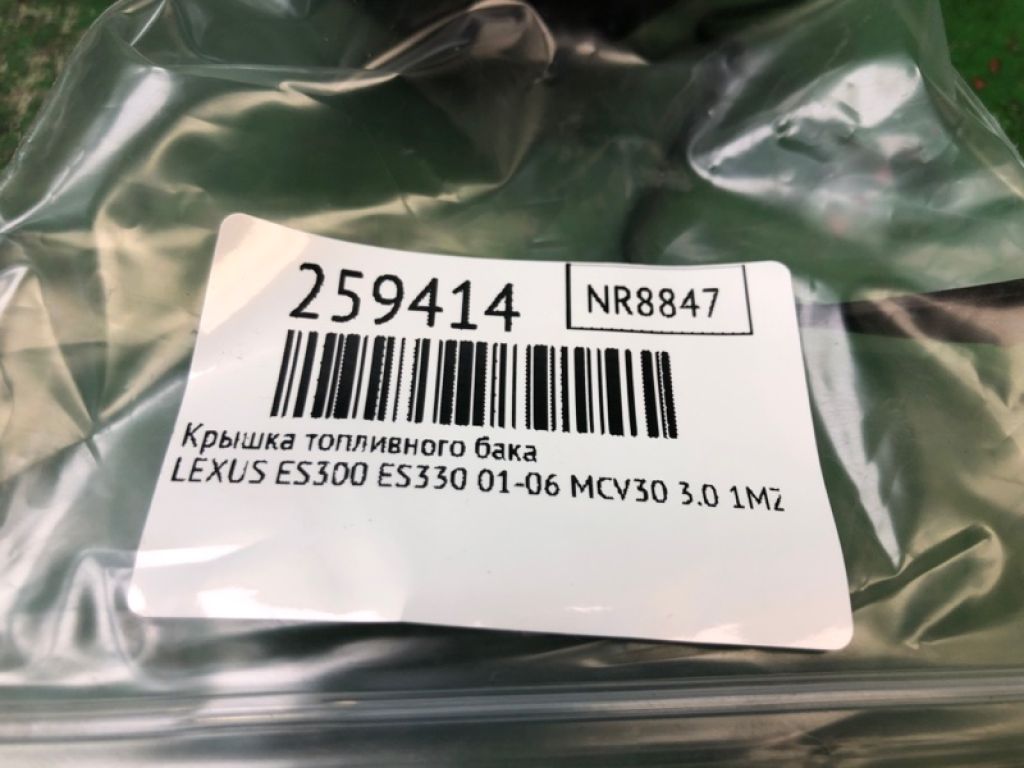 259414
NR8847
Крышка топливного бака
LEXUS ES300 ES330 01-06 MCV30 3.0 1MZ